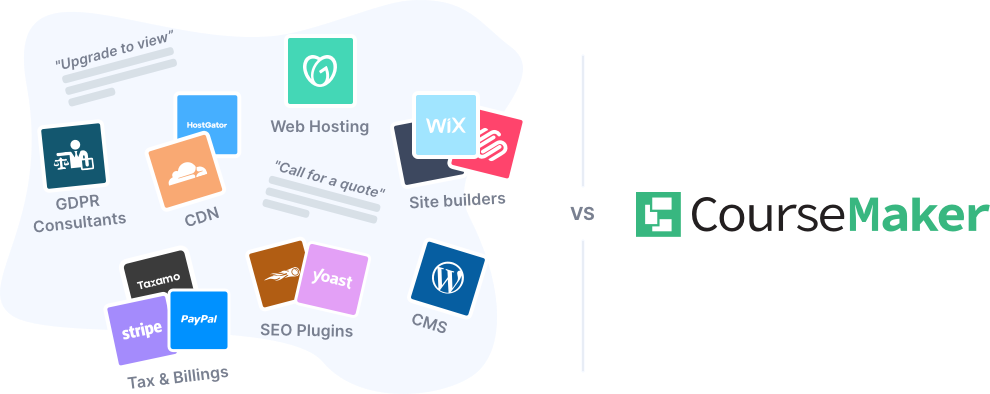 "Upgrade to view"
Web Hosting
HostGator
WiX
GDPR
Consultants
CDN
"Call for a quote"
Site builders
VS
CourseMaker
Taxamo
stripe
PayPal
Tax & Billings
yoast
SEO Plugins
CMS